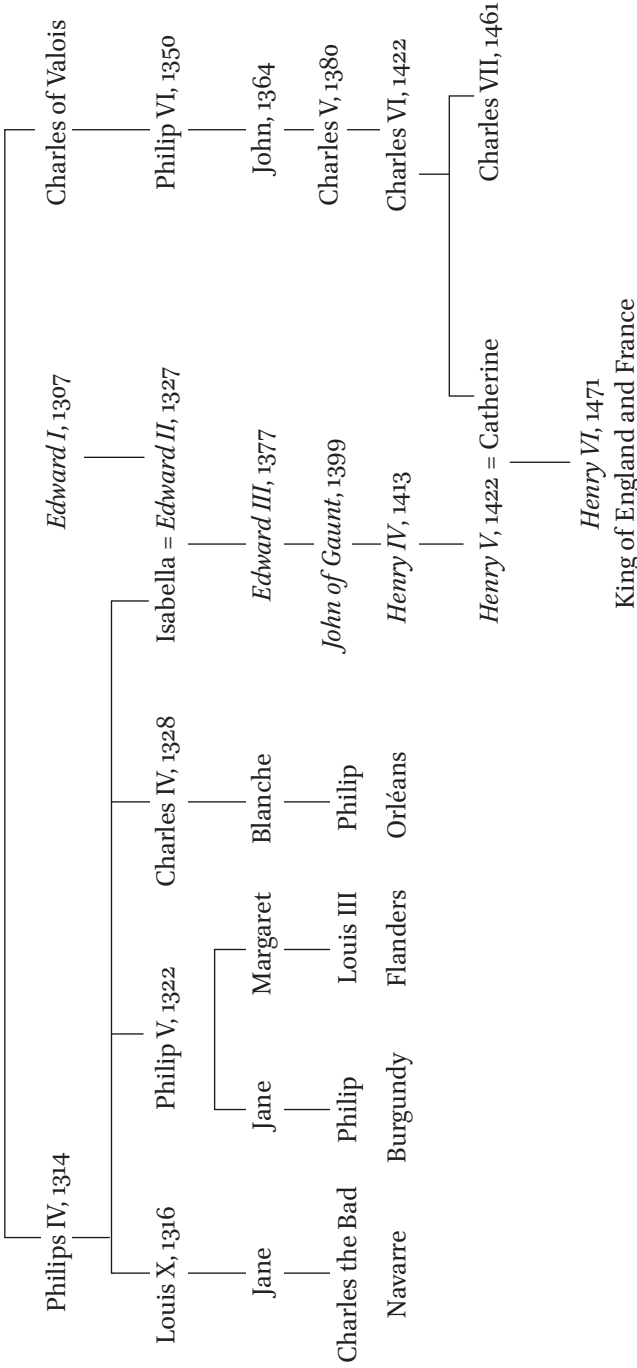 Philips IV, 1314
Charles of Valois
Edward I, 1307
Louis X, 1316
Philip V, 1322
Charles IV, 1328
Isabella = Edward II, 1327
Philip VI, 1350
Jane
Jane
Margaret
Blanche
Edward III, 1377
John, 1364
Charles the Bad
Philip
Louis III
Philip
John of Gaunt, 1399
Charles V, 1380
Navarre
Burgundy
Flanders
Orléans
Henry IV, 1413
Charles VI, 1422
Henry V, 1422 = Catherine
Charles VII, 1461
Henry VI, 1471
King of England and France